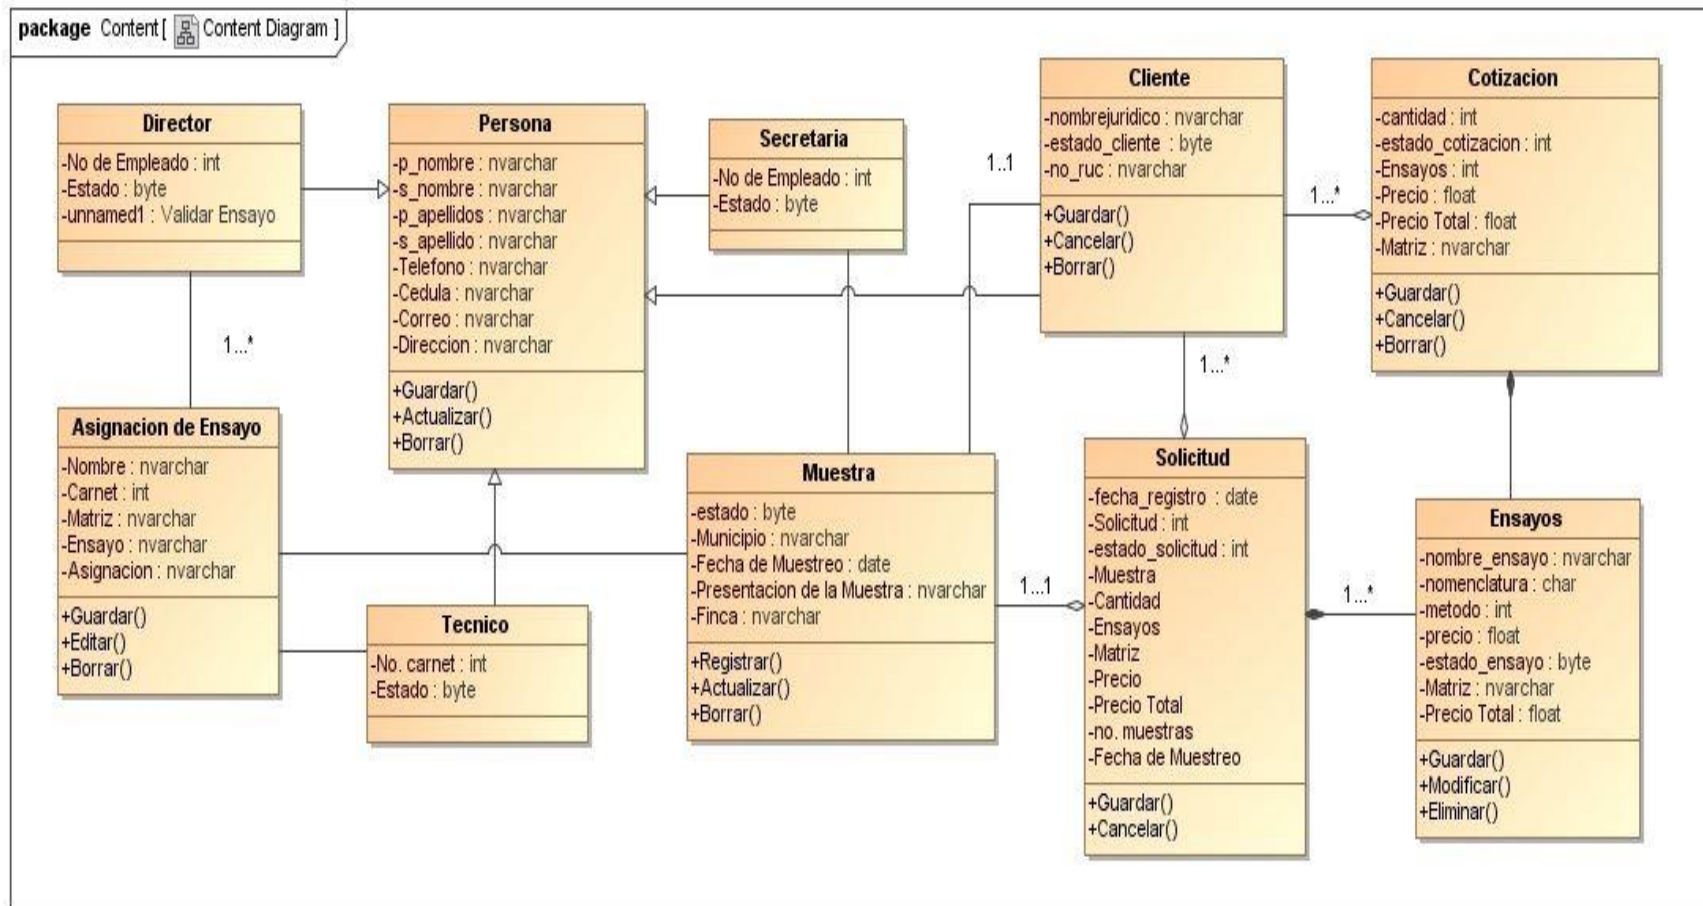 package Content [ Content Diagram ]
Director
-No de Empleado : int
-Estado : byte
-unnamed1 : Validar Ensayo
Persona
-p_nombre : nvarchar
-s_nombre : nvarchar
-p_apellidos : nvarchar
-s_apellido : nvarchar
-Telefono : nvarchar
-Cedula : nvarchar
-Correo : nvarchar
-Direccion : nvarchar
+Guardar()
+Actualizar()
+Borrar()
Secretaria
-No de Empleado : int
-Estado : byte
1..1
Cliente
-nombrejuridico : nvarchar
-estado_cliente : byte
-no_ruc : nvarchar
+Guardar()
+Cancelar()
+Borrar()
1...*
Cotizacion
-cantidad : int
-estado_cotizacion : int
-Ensayos : int
-Precio : float
-Precio Total : float
-Matriz : nvarchar
+Guardar()
+Cancelar()
+Borrar()
1...*
1...*
Asignacion de Ensayo
-Nombre : nvarchar
-Carnet : int
-Matriz : nvarchar
-Ensayo : nvarchar
-Asignacion : nvarchar
+Guardar()
+Editar()
+Borrar()
Tecnico
-No. carnet : int
-Estado : byte
Muestra
-estado : byte
-Municipio : nvarchar
-Fecha de Muestreo : date
-Presentacion de la Muestra : nvarchar
-Finca : nvarchar
+Registrar()
+Actualizar()
+Borrar()
1...1
Solicitud
-fecha_registro : date
-Solicitud : int
-estado_solicitud : int
-Muestra
-Cantidad
-Ensayos
-Matriz
-Precio
-Precio Total
-no. muestras
-Fecha de Muestreo
+Guardar()
+Cancelar()
1...*
Ensayos
-nombre_ensayo : nvarchar
-nomenclatura : char
-metodo : int
-precio : float
-estado_ensayo : byte
-Matriz : nvarchar
-Precio Total : float
+Guardar()
+Modificar()
+Eliminar()